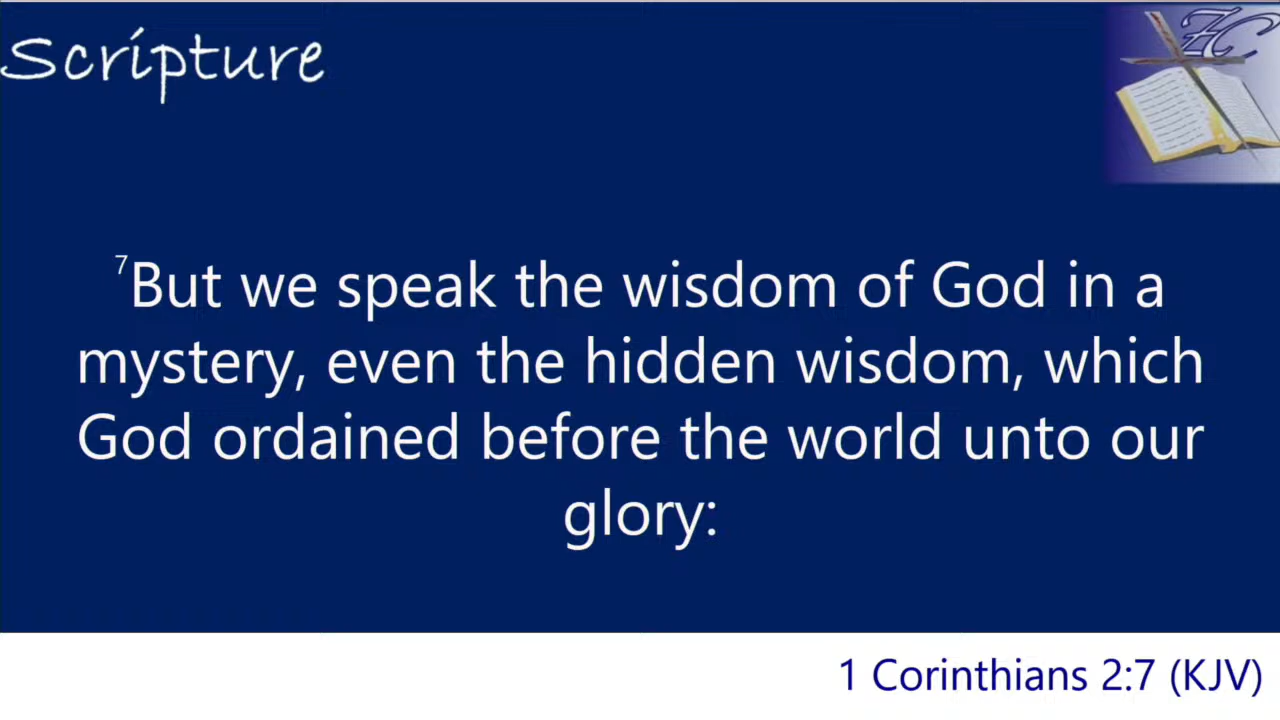 Scripture
7But we speak the wisdom of God in a
mystery, even the hidden wisdom, which
God ordained before the world unto our
glory:
1 Corinthians 2:7 (KJV)